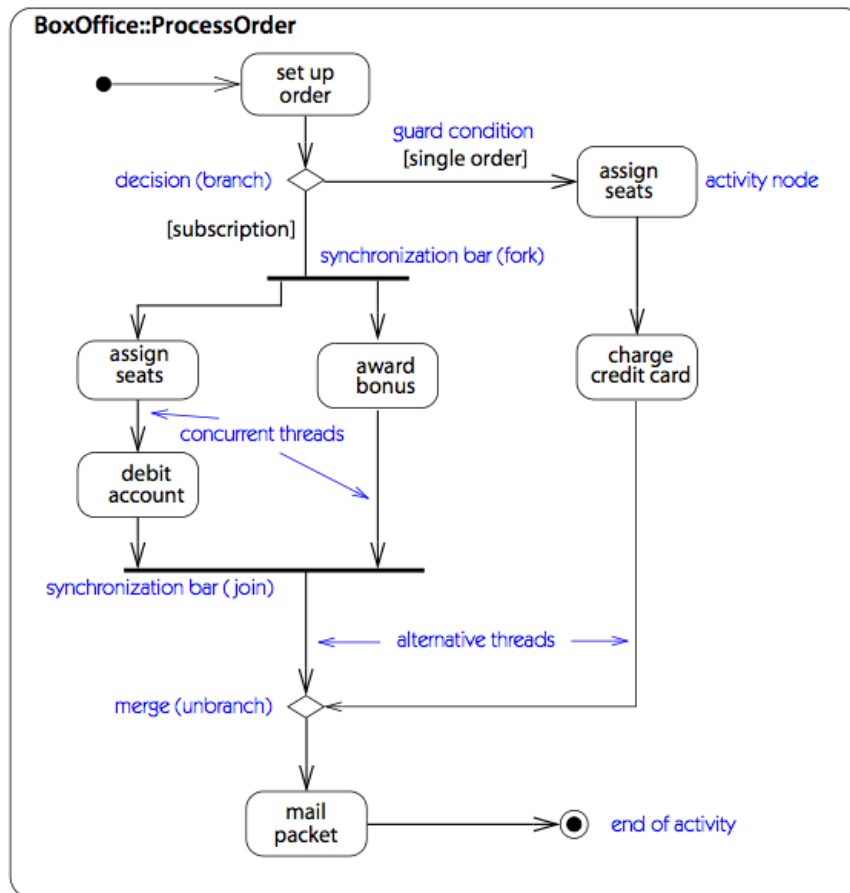 BoxOffice::ProcessOrder
set up
order
guard condition
[single order]
decision (branch)
assign
seats
activity node
[subscription]
synchronization bar (fork)
assign
seats
award
bonus
charge
credit card
concurrent threads
debit
account
synchronization bar (join)
alternative threads
merge (unbranch)
mail
packet
end of activity